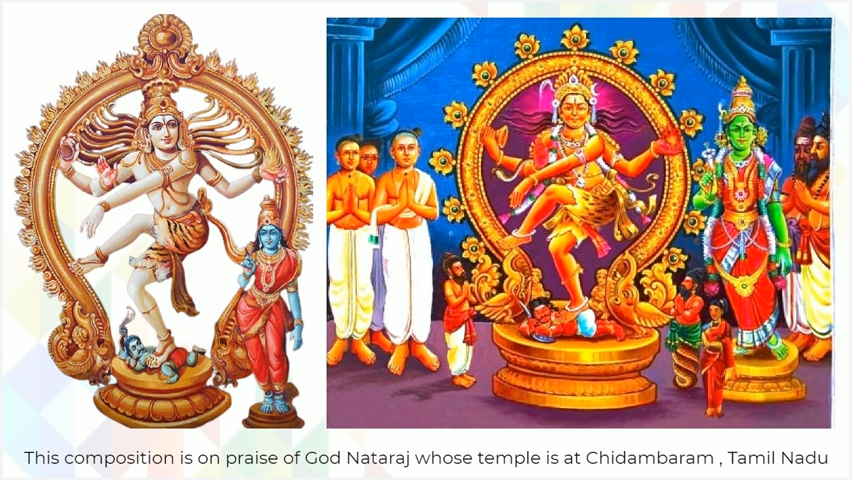 This composition is on praise of God Nataraj whose temple is at Chidambaram , Tamil Nadu